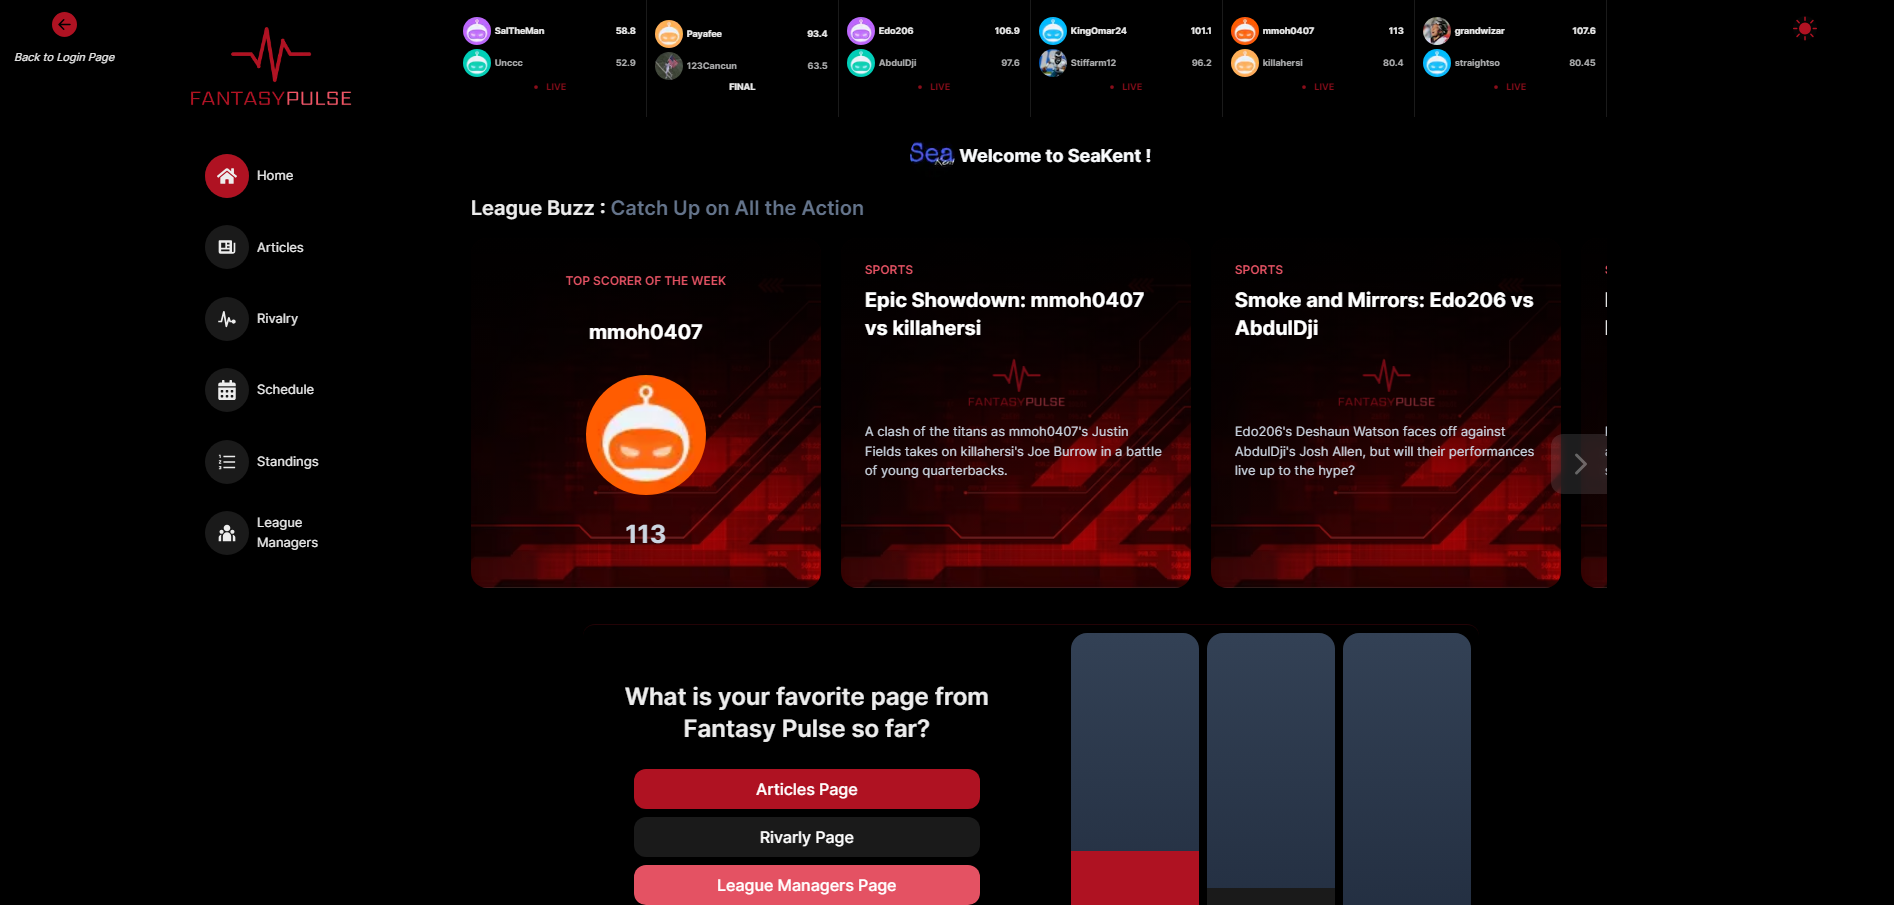 Back to Login Page
FANTASYPULSE
SalTheMan 58.8
Unccc 52.9
LIVE
Payafee 93.4
123Cancun 63.5
FINAL
Edo206 106.9
AbdulDji 97.6
LIVE
KingOmar24 101.1
Stiffarm12 96.2
LIVE
mmoh0407 113
killahersi 80.4
LIVE
grandwizar 107.6
straightso 80.45
LIVE
Home
Articles
Rivalry
Schedule
Standings
League
Managers
Sea Kent Welcome to SeaKent !
League Buzz : Catch Up on All the Action
TOP SCORER OF THE WEEK
mmoh0407
113
SPORTS
Epic Showdown: mmoh0407
vs killahersi
FANTASYPULSE
A clash of the titans as mmoh0407's Justin
Fields takes on killahersi's Joe Burrow in a battle
of young quarterbacks.
SPORTS
Smoke and Mirrors: Edo206 vs
AbdulDji
FANTASYPULSE
Edo206's Deshaun Watson faces off against
AbdulDji's Josh Allen, but will their performances
live up to the hype?
What is your favorite page from
Fantasy Pulse so far?
Articles Page
Rivarly Page
League Managers Page